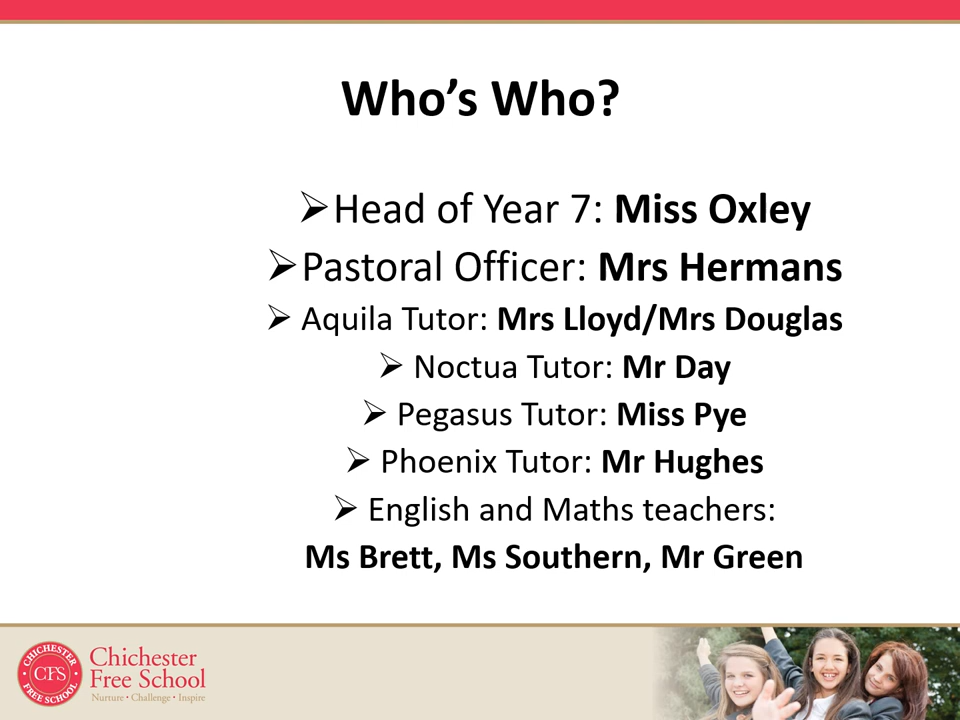 Who’s Who?
➢Head of Year 7: Miss Oxley
➢Pastoral Officer: Mrs Hermans
➢ Aquila Tutor: Mrs Lloyd/Mrs Douglas
➢ Noctua Tutor: Mr Day
➢ Pegasus Tutor: Miss Pye
➢ Phoenix Tutor: Mr Hughes
➢ English and Maths teachers:
Ms Brett, Ms Southern, Mr Green
CHICHESTER
CFS
FREE SCHOOL
Chichester
Free School
Nurture • Challenge • Inspire